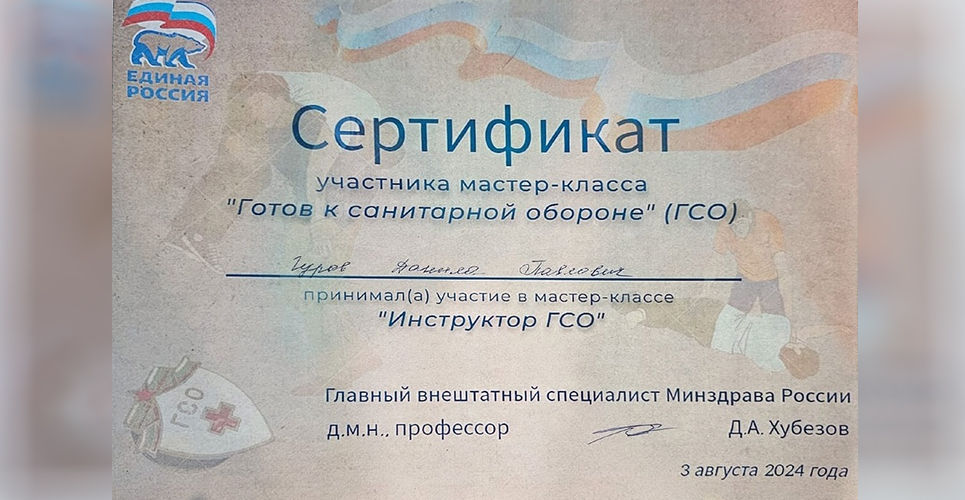 ЕДИНАЯ
РОССИЯ
Сертификат
участника мастер-класса
"Готов к санитарной обороне" (ГСО)
Гуров Данила Павлович
принимал(а) участие в мастер-классе
"Инструктор ГСО"
ГСО
Главный внештатный специалист Минздрава России
д.м.н., профессор Д.А. Хубезов
3 августа 2024 года